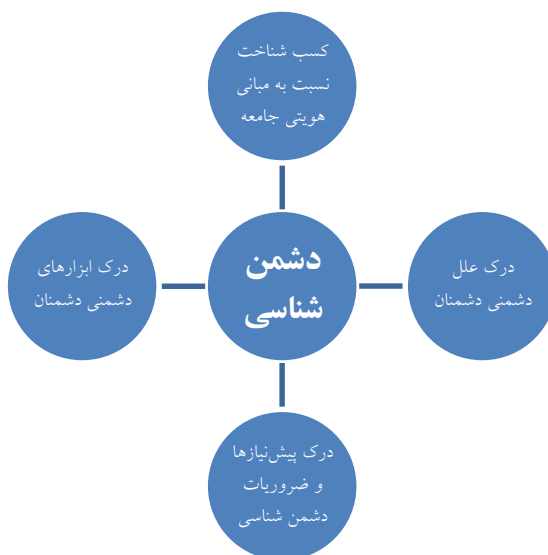 کسب شناخت
نسبت به مبانی
هویتی جامعه
درک علل
دشمنی دشمنان
دشمن
شناسی
درک ابزارهای
دشمنی دشمنان
درک پیش‌نیازها
و ضروریات
دشمن شناسی